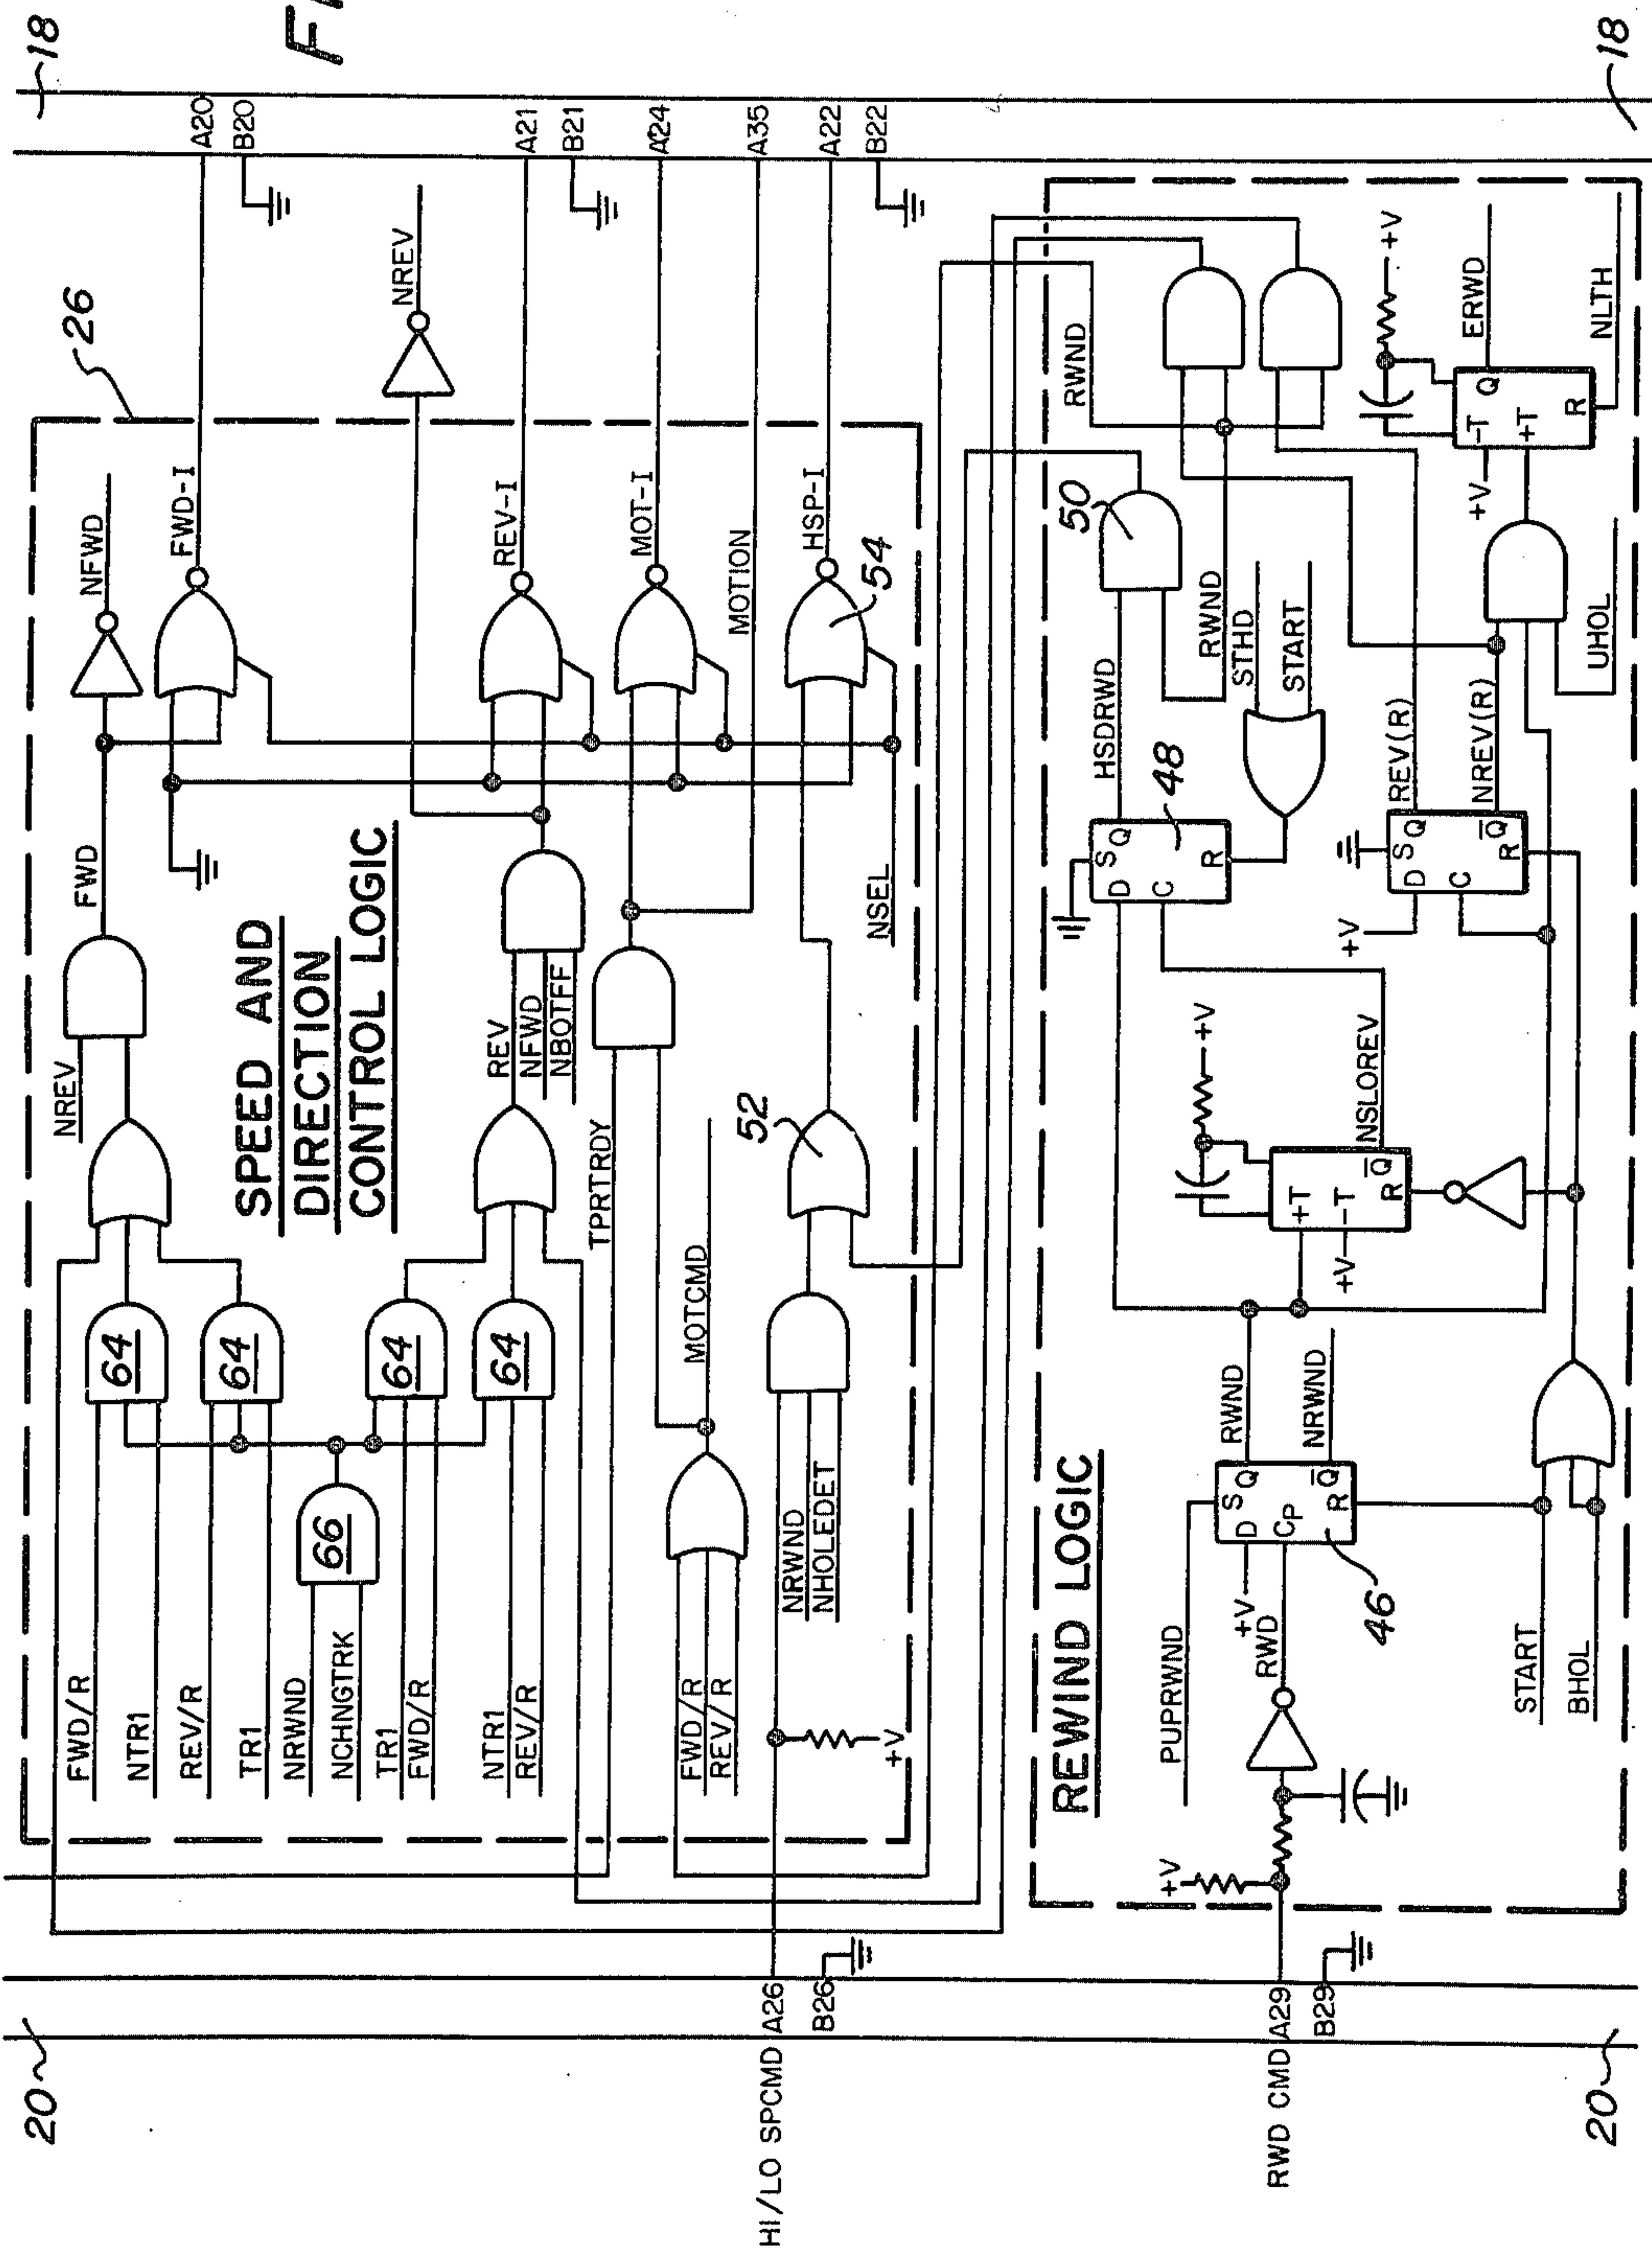 20
18
FI
26
NREV
FWD
NFWD
FWD-I
A20
B20
FWD/R
NTR1
64
REV/R
TR1
64
SPEED AND
DIRECTION
CONTROL LOGIC
NREV
NRWND
NCHNGTRK
66
TR1
FWD/R
64
NTR1
REV/R
64
REV
NFWD
NBOTFF
REV-I
A21
B21
TPRTRDY
MOT-I
A24
MOTCMD
MOTION
A35
FWD/R
REV/R
HI/LO SPCMD
A26
B26
+V
NRWND
NHOLEDET
52
NSEL
HSP-I
54
A22
B22
REWIND LOGIC
RWND
50
HSDRWD
RWND
STHD
START
S
D
Q
C
R
48
PUPRWND
+V
RWD CMD
A29
B29
RWD
+V
S
D
Q
CP
Q
R
46
RWND
NRWND
+V
+T
-T
+V
Q
R
NSLOREV
START
BHOL
+V
S
D
Q
C
Q
R
REV(R)
NREV(R)
UHOL
+V
+V
-T
+T
Q
R
ERWD
NLTH
20
18